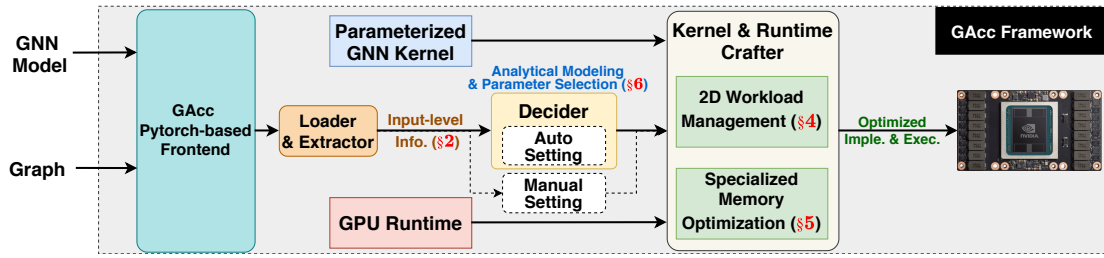 GNN
Model
Graph
GAcc
Pytorch-based
Frontend
Loader
& Extractor
Input-level
Info. (§2)
Parameterized
GNN Kernel
Analytical Modeling
& Parameter Selection (§6)
Decider
Auto
Setting
Manual
Setting
GPU Runtime
Kernel & Runtime
Crafter
2D Workload
Management (§4)
Specialized
Memory
Optimization (§5)
Optimized
Imple. & Exec.
GAcc Framework
NVIDIA